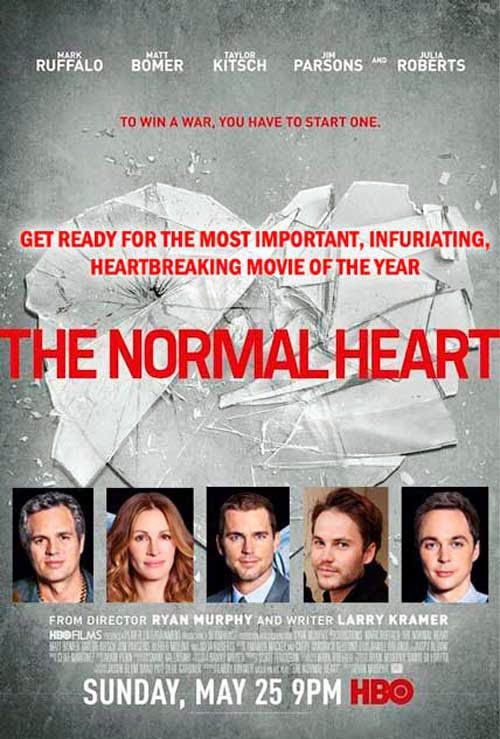 MARK RUFFALO MATT BOMER TAYLOR KITSCH JIM PARSONS AND JULIA ROBERTS
TO WIN A WAR, YOU HAVE TO START ONE.
GET READY FOR THE MOST IMPORTANT, INFURIATING,
HEARTBREAKING MOVIE OF THE YEAR
THE NORMAL HEART
FROM DIRECTOR RYAN MURPHY AND WRITER LARRY KRAMER
HBO FILMS
SUNDAY, MAY 25 9PM HBO